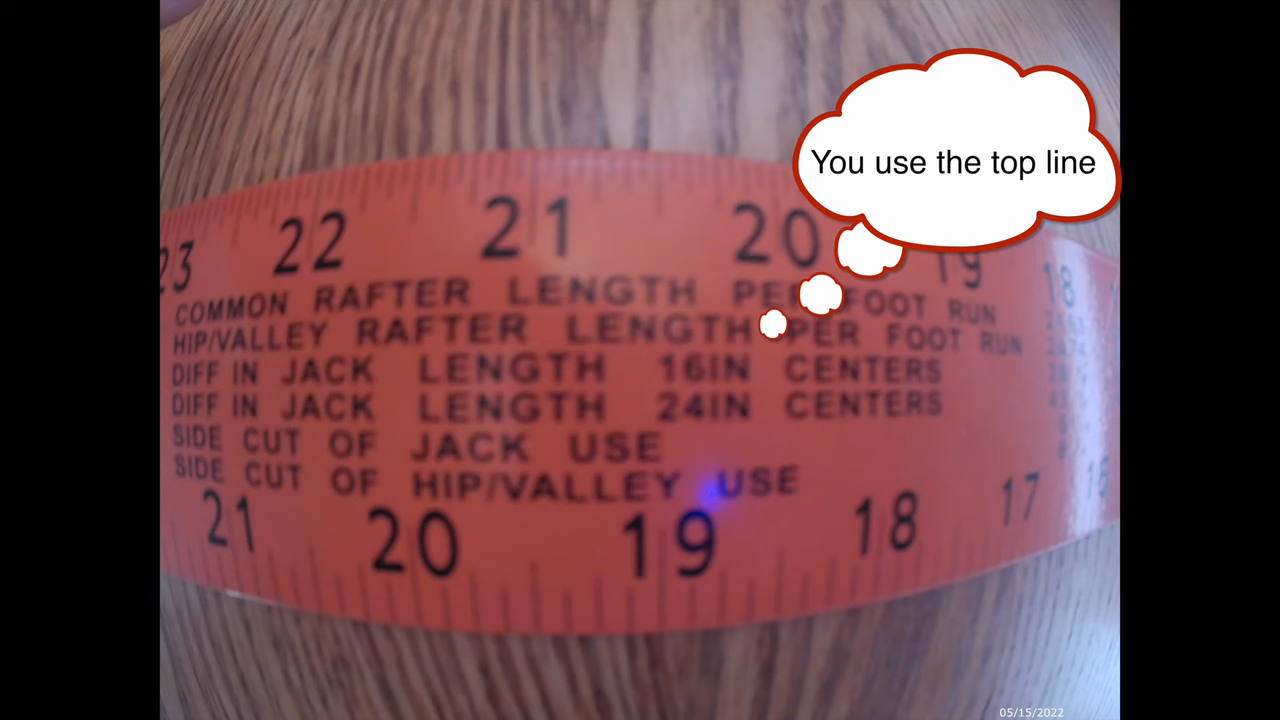 You use the top line
23 22 21 20 19 18
COMMON RAFTER LENGTH PER FOOT RUN
HIP/VALLEY RAFTER LENGTH PER FOOT RUN
DIFF IN JACK LENGTH 16IN CENTERS
DIFF IN JACK LENGTH 24IN CENTERS
SIDE CUT OF JACK USE
SIDE CUT OF HIP/VALLEY USE
21 20 19 18 17 16
05/15/2022